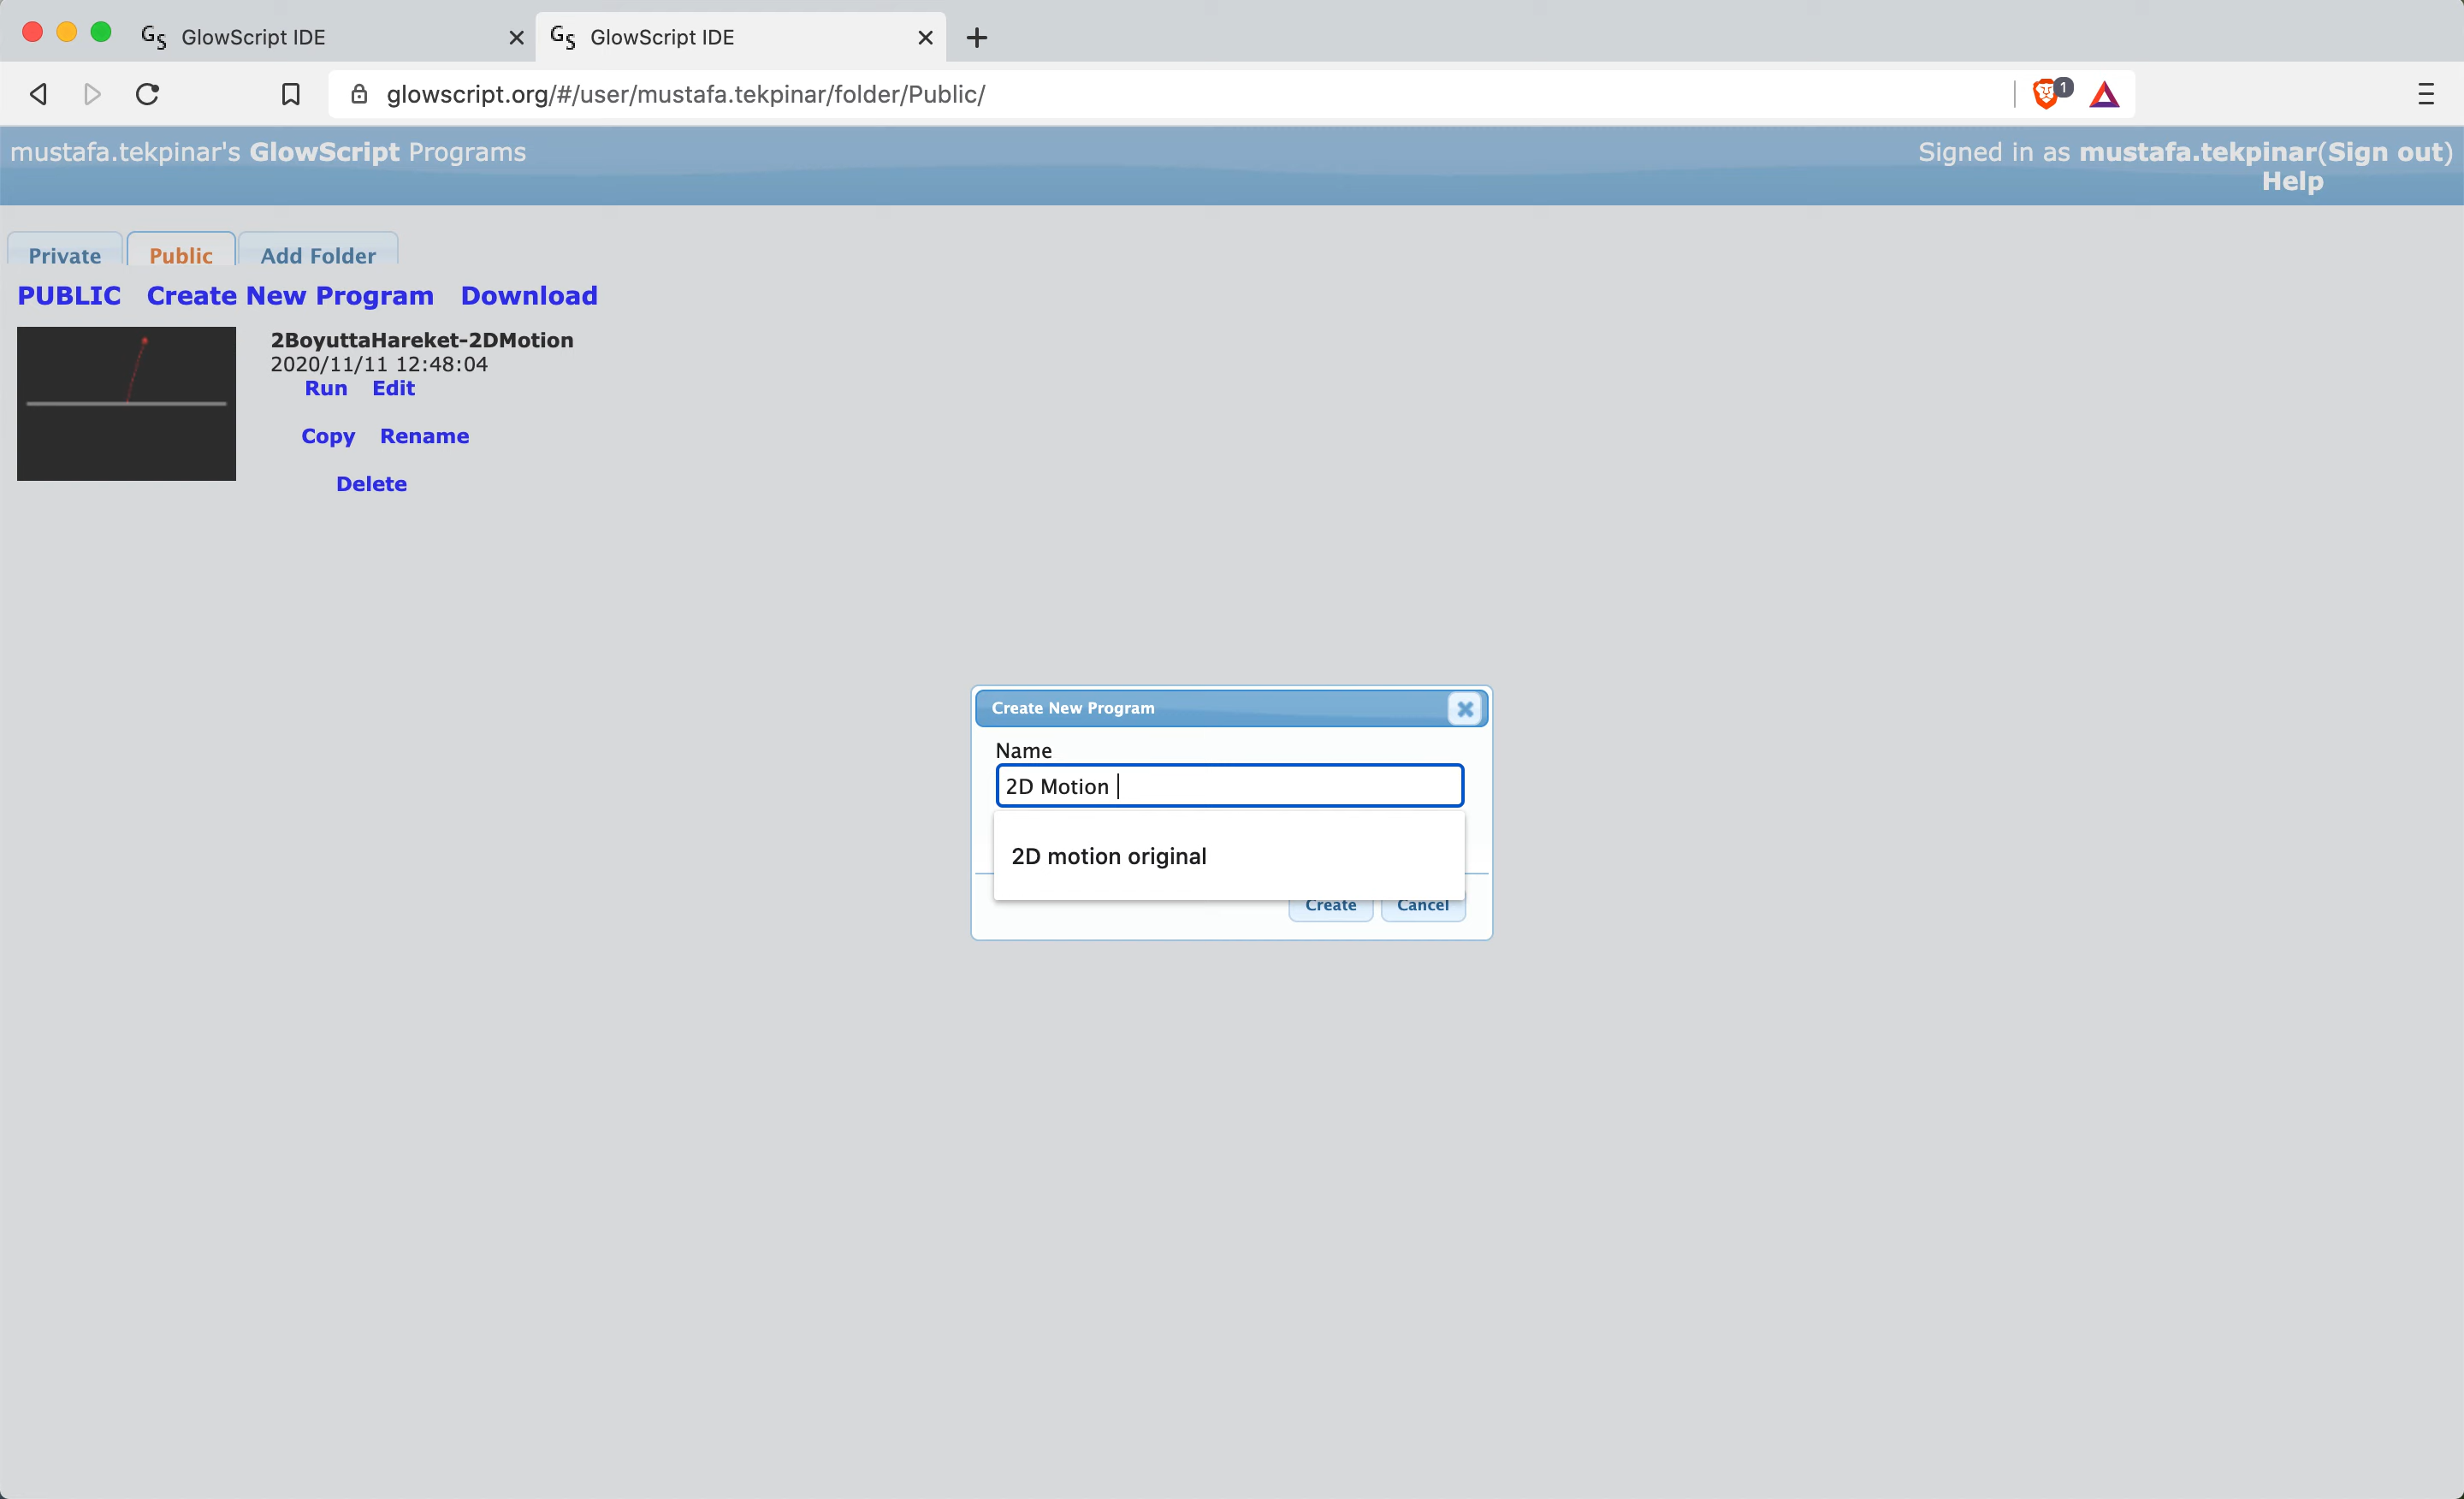 GlowScript IDE
GlowScript IDE
glowscript.org/#/user/mustafa.tekpinar/folder/Public/
1
mustafa.tekpinar's GlowScript Programs
Signed in as mustafa.tekpinar(Sign out)
Help
Private Public Add Folder
PUBLIC Create New Program Download
2BoyuttaHareket-2DMotion
2020/11/11 12:48:04
Run Edit
Copy Rename
Delete
Create New Program
Name
2D Motion
2D motion original
Create Cancel